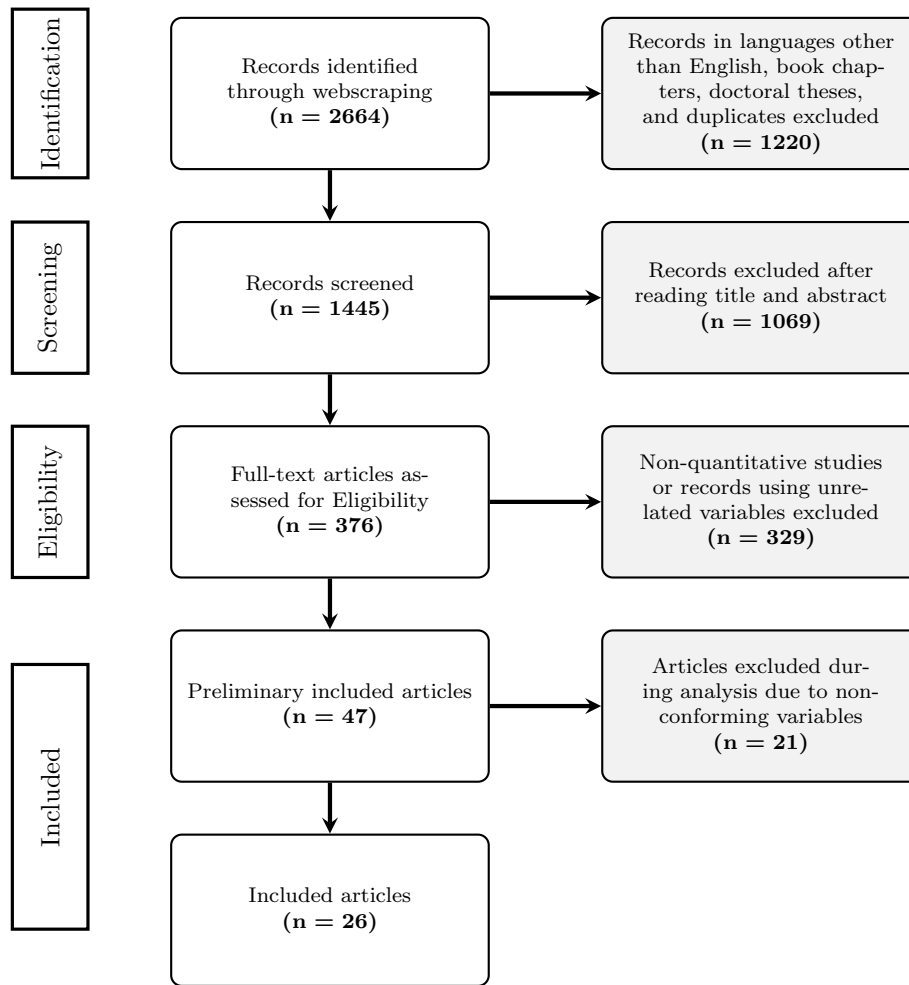 Identification
Records identified
through webscraping
(n = 2664)
Records in languages other
than English, book chap-
ters, doctoral theses,
and duplicates excluded
(n = 1220)
Screening
Records screened
(n = 1445)
Records excluded after
reading title and abstract
(n = 1069)
Eligibility
Full-text articles as-
sessed for Eligibility
(n = 376)
Non-quantitative studies
or records using unre-
lated variables excluded
(n = 329)
Included
Preliminary included articles
(n = 47)
Articles excluded dur-
ing analysis due to non-
conforming variables
(n = 21)
Included articles
(n = 26)